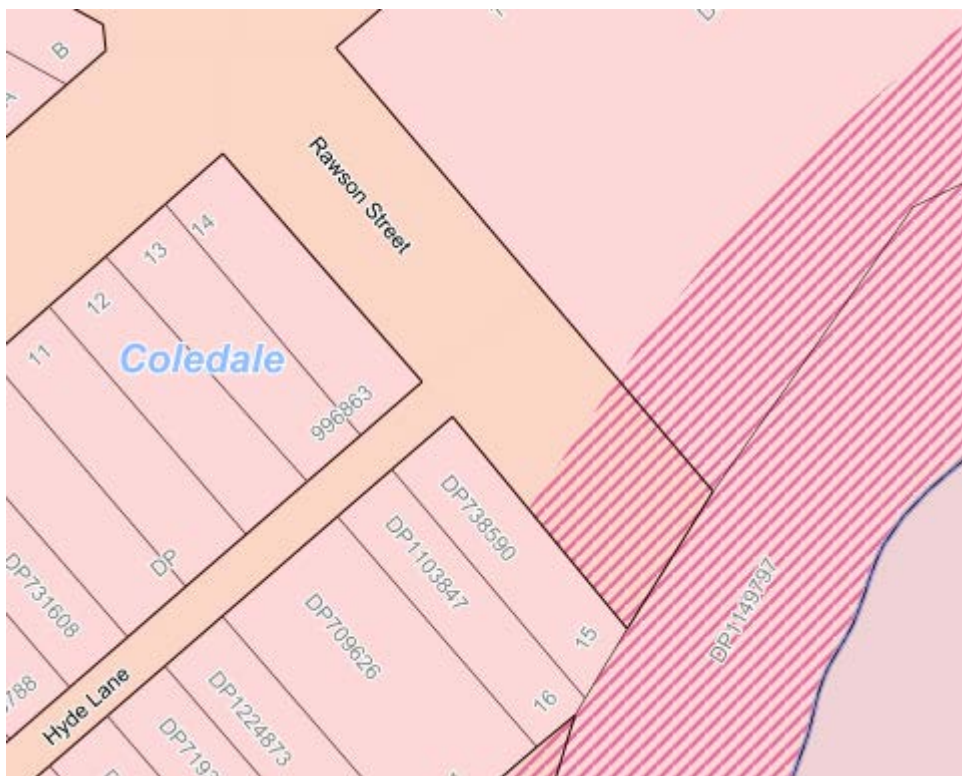 B
A
Rawson Street
14
13
12
11
Coledale
996863
DP
DP738590
DP1103847
DP731608
DP709626
DP1149797
15
16
Hyde Lane
DP1224873